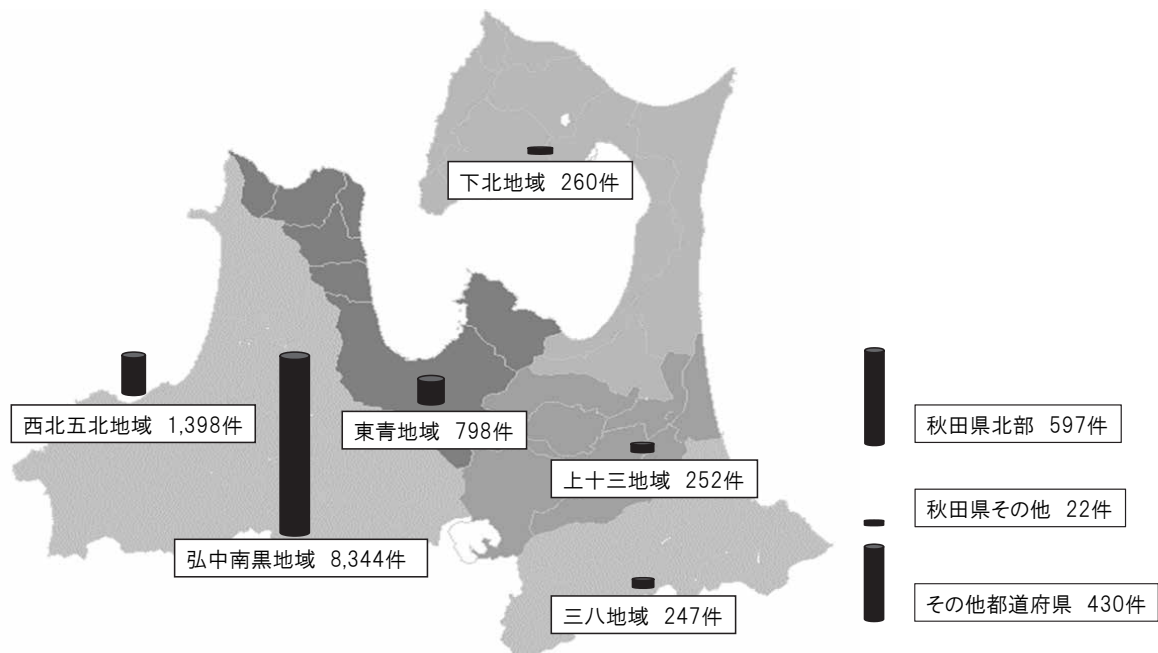 下北地域 260件
西北五北地域 1,398件
東青地域 798件
秋田県北部 597件
上十三地域 252件
秋田県その他 22件
弘中南黒地域 8,344件
三八地域 247件
その他都道府県 430件